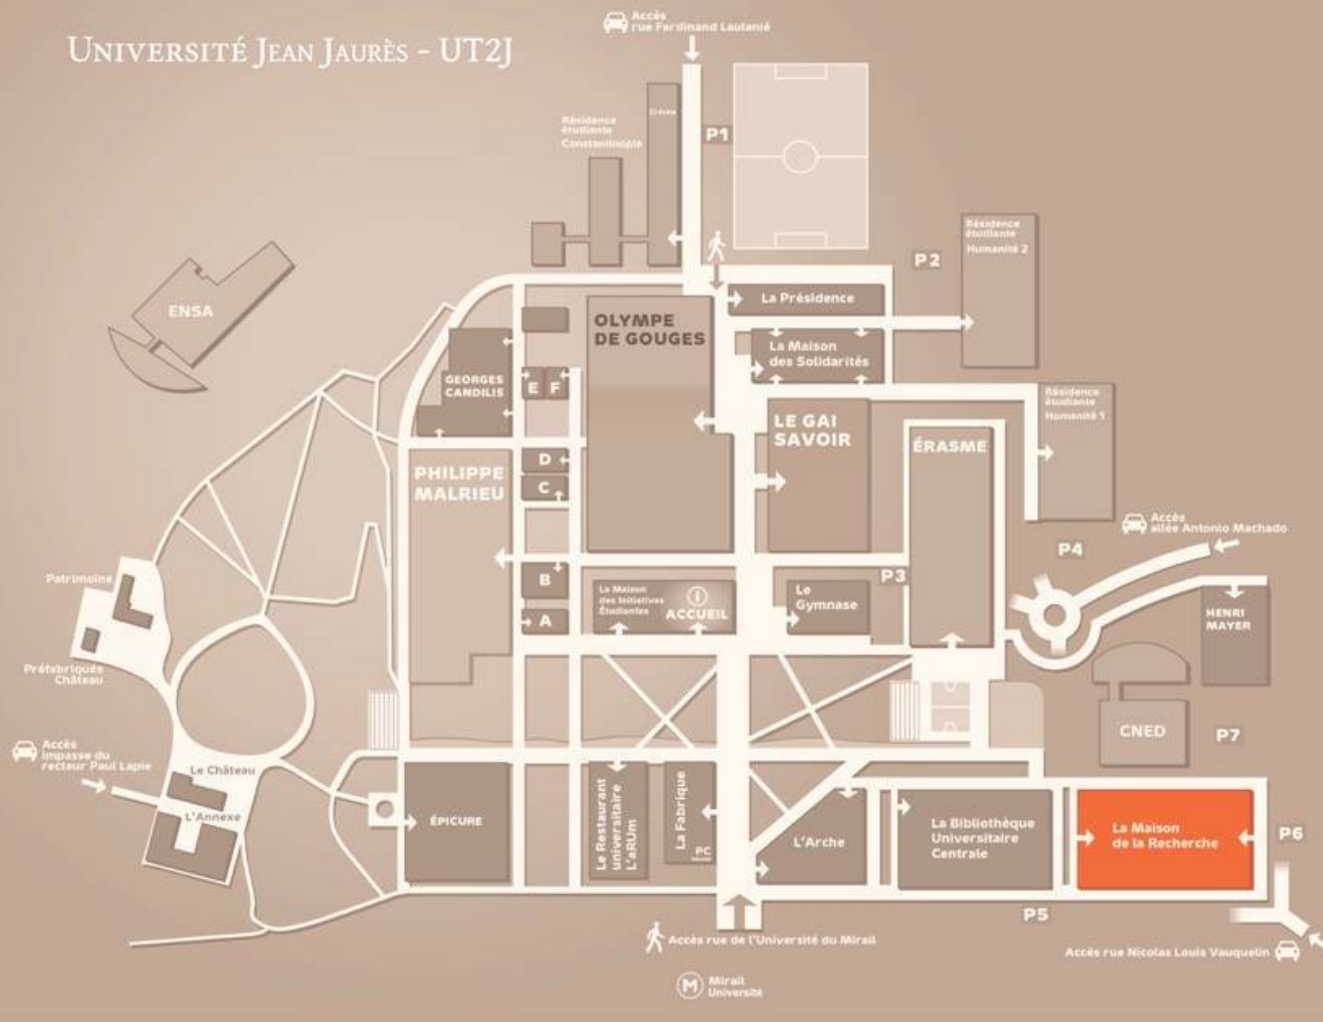 Accès
rue Ferdinand Laulanié
UNIVERSITÉ JEAN JAURÈS - UT2J
Crèche
Résidence
étudiante
Constantinople
P1
Résidence
étudiante
Humanité 2
P2
ENSA
La Présidence
OLYMPE
DE GOUGES
La Maison
des Solidarités
GEORGES
CANDILIS
E F
Résidence
étudiante
Humanité 1
LE GAI
SAVOIR
ÉRASME
D
PHILIPPE
MALRIEU
C
Accès
allée Antonio Machado
P4
Patrimoine
B
P3
La Maison
des Initiatives
Étudiantes
i
ACCUEIL
Le
Gymnase
HENRI
MAYER
A
Préfabriqués
Château
CNED
P7
Accès
impasse du
recteur Paul Lapie
Le Château
L'Annexe
ÉPICURE
Le Restaurant
universitaire
L'aRUm
La Fabrique
PC
L'Arche
La Bibliothèque
Universitaire
Centrale
La Maison
de la Recherche
P6
P5
Accès rue de l'Université du Mirail
Accès rue Nicolas Louis Vauquelin
M
Mirail
Université